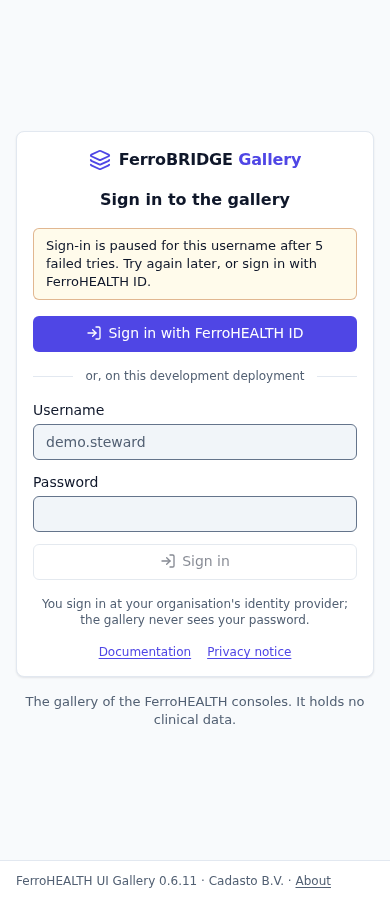 FerroBRIDGE Gallery
Sign in to the gallery
Sign-in is paused for this username after 5
failed tries. Try again later, or sign in with
FerroHEALTH ID.
Sign in with FerroHEALTH ID
or, on this development deployment
Username
demo.steward
Password
Sign in
You sign in at your organisation's identity provider;
the gallery never sees your password.
Documentation Privacy notice
The gallery of the FerroHEALTH consoles. It holds no
clinical data.
FerroHEALTH UI Gallery 0.6.11 · Cadasto B.V. · About